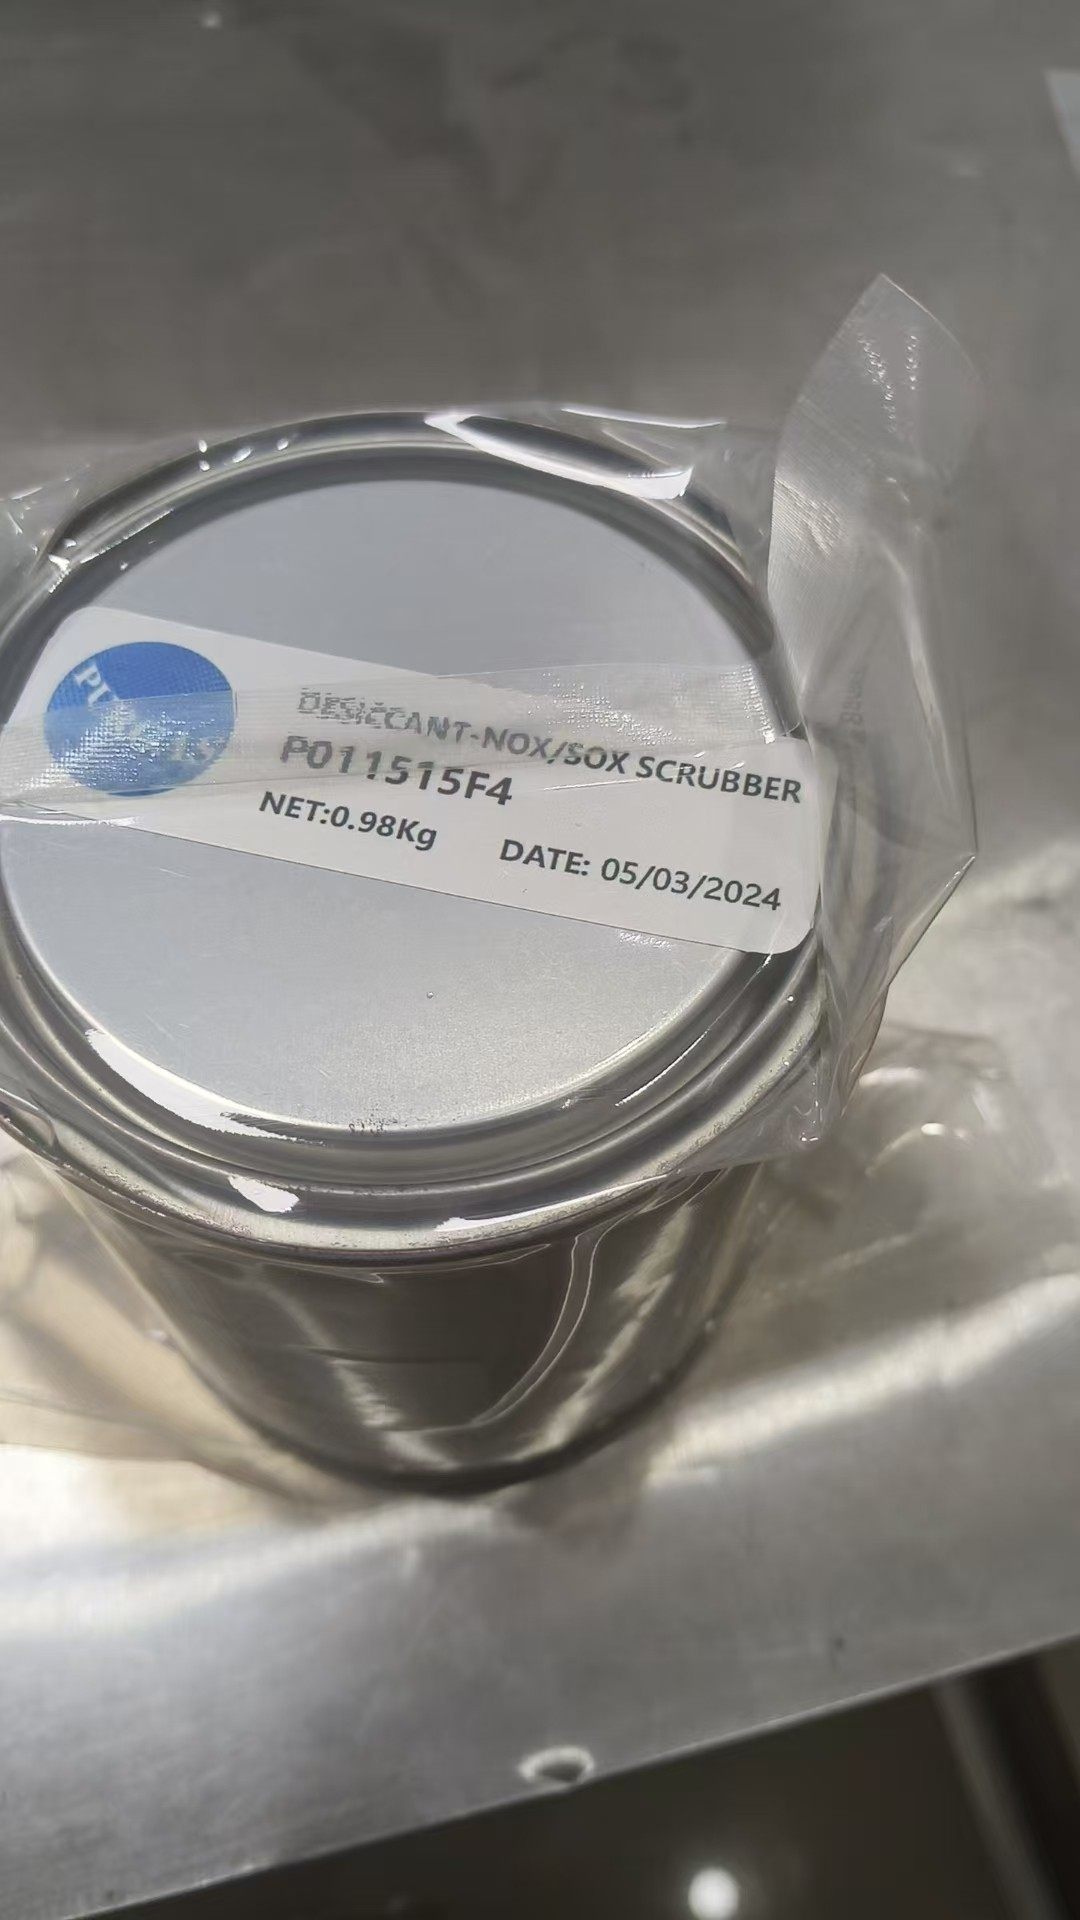 DESICCANT-NOX/SOX SCRUBBER
P011515F4
NET:0.98Kg DATE: 05/03/2024